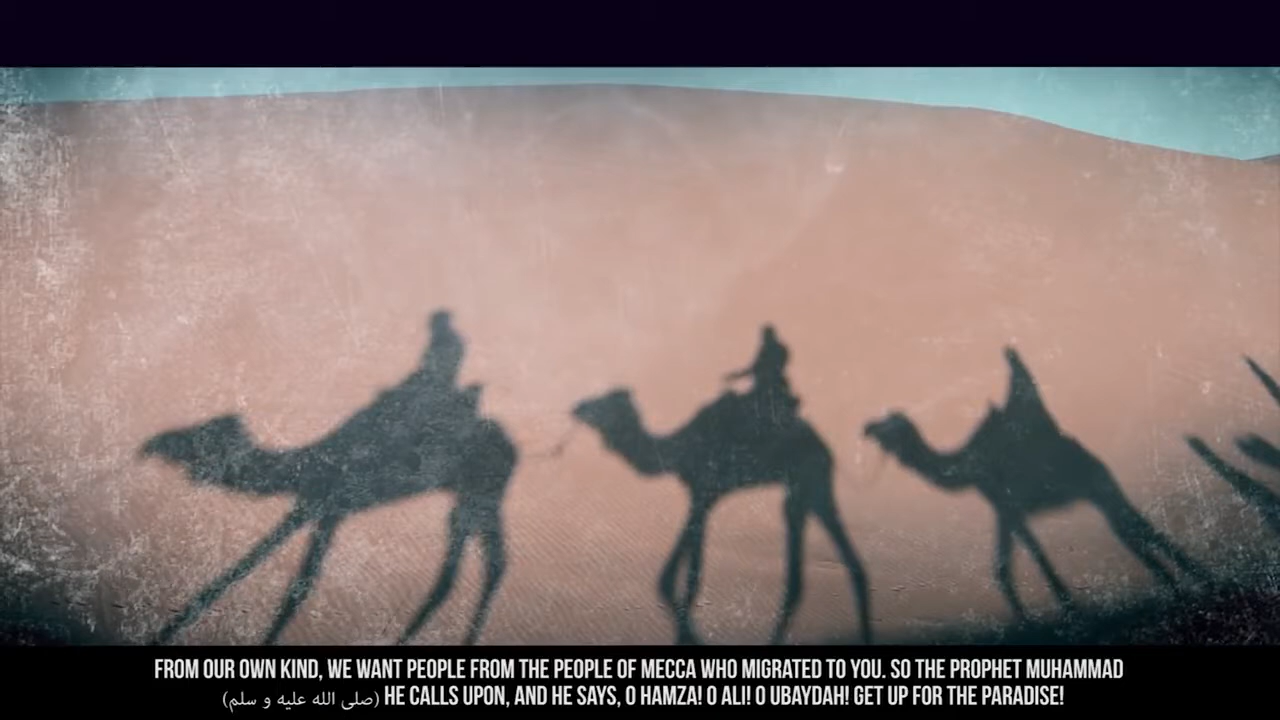 FROM OUR OWN KIND, WE WANT PEOPLE FROM THE PEOPLE OF MECCA WHO MIGRATED TO YOU. SO THE PROPHET MUHAMMAD
(صلى الله عليه و سلم) HE CALLS UPON, AND HE SAYS, O HAMZA! O ALI! O UBAYDAH! GET UP FOR THE PARADISE!